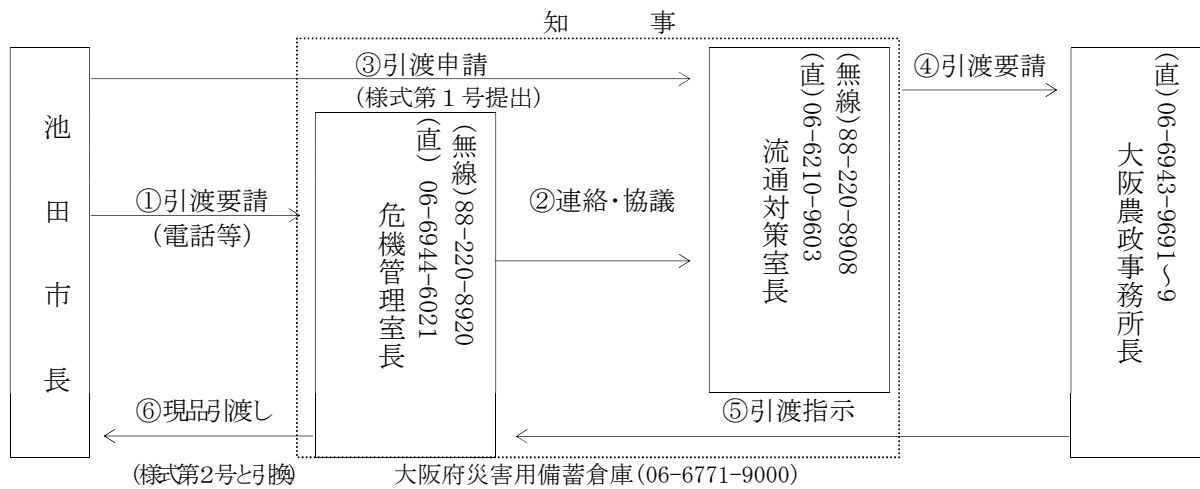 知　　事
池田市長
①引渡要請
(電話等)
(無線)88-220-8920
(直) 06-6944-6021
危機管理室長
②連絡・協議
③引渡申請
(様式第１号提出)
(無線)88-220-8908
(直)06-6210-9603
流通対策室長
④引渡要請
(直)06-6943-9691～9
大阪農政事務所長
⑤引渡指示
⑥現品引渡し
(様式第2号と引換)
大阪府災害用備蓄倉庫(06-6771-9000)